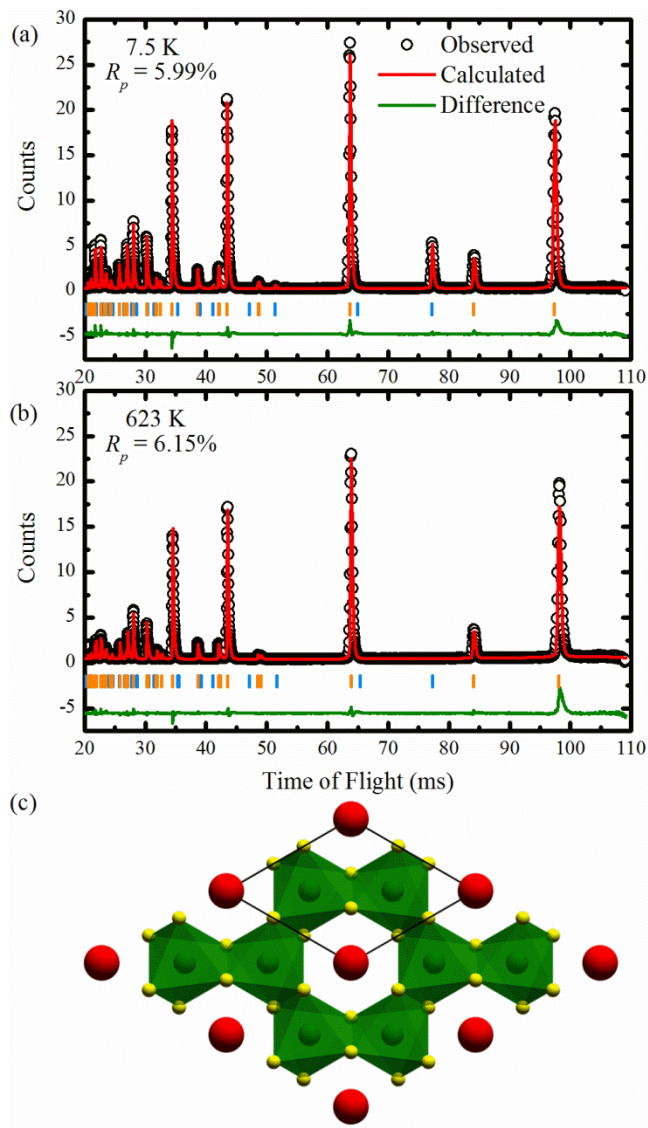 (a)
7.5 K
Rp = 5.99%
Observed
Calculated
Difference
Counts
30
25
20
15
10
5
0
-5
20 30 40 50 60 70 80 90 100 110
(b)
623 K
Rp = 6.15%
Counts
30
25
20
15
10
5
0
-5
20 30 40 50 60 70 80 90 100 110
Time of Flight (ms)
(c)